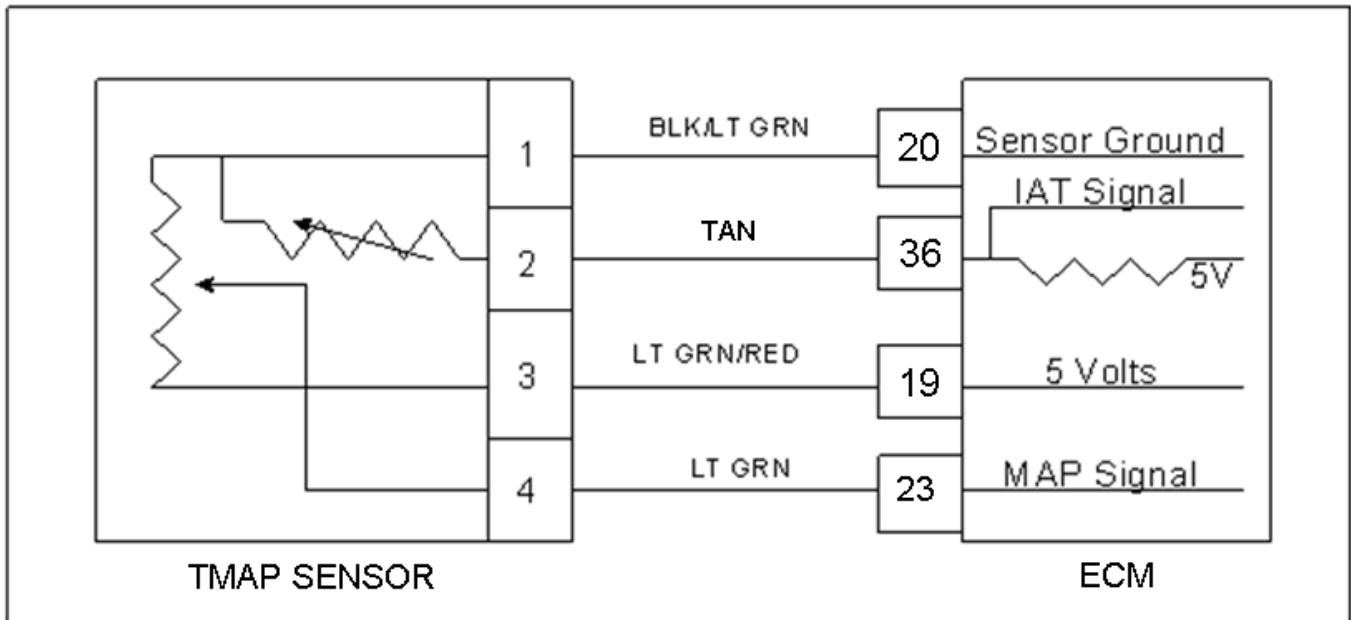 1
BLK/LT GRN
20
Sensor Ground
IAT Signal
2
TAN
36
5V
3
LT GRN/RED
19
5 Volts
4
LT GRN
23
MAP Signal
TMAP SENSOR
ECM